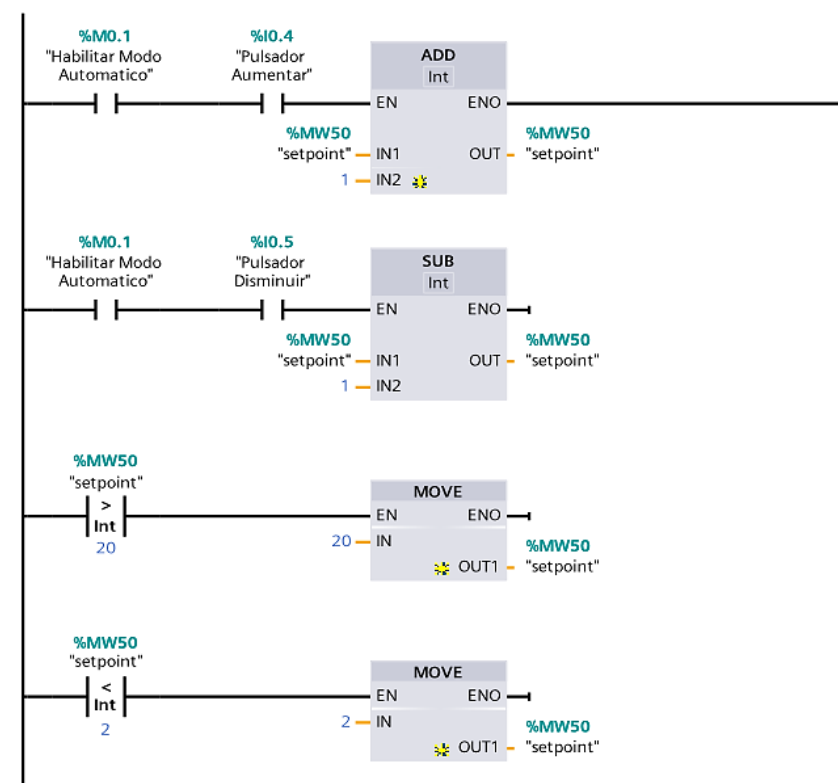 %M0.1
"Habilitar Modo
Automatico"
%I0.4
"Pulsador
Aumentar"
ADD
Int
EN
ENO
%MW50
"setpoint"
IN1
OUT
%MW50
"setpoint"
1
IN2
%M0.1
"Habilitar Modo
Automatico"
%I0.5
"Pulsador
Disminuir"
SUB
Int
EN
ENO
%MW50
"setpoint"
IN1
OUT
%MW50
"setpoint"
1
IN2
%MW50
"setpoint"
>
Int
20
MOVE
EN
ENO
20
IN
OUT1
%MW50
"setpoint"
%MW50
"setpoint"
<
Int
2
MOVE
EN
ENO
2
IN
OUT1
%MW50
"setpoint"